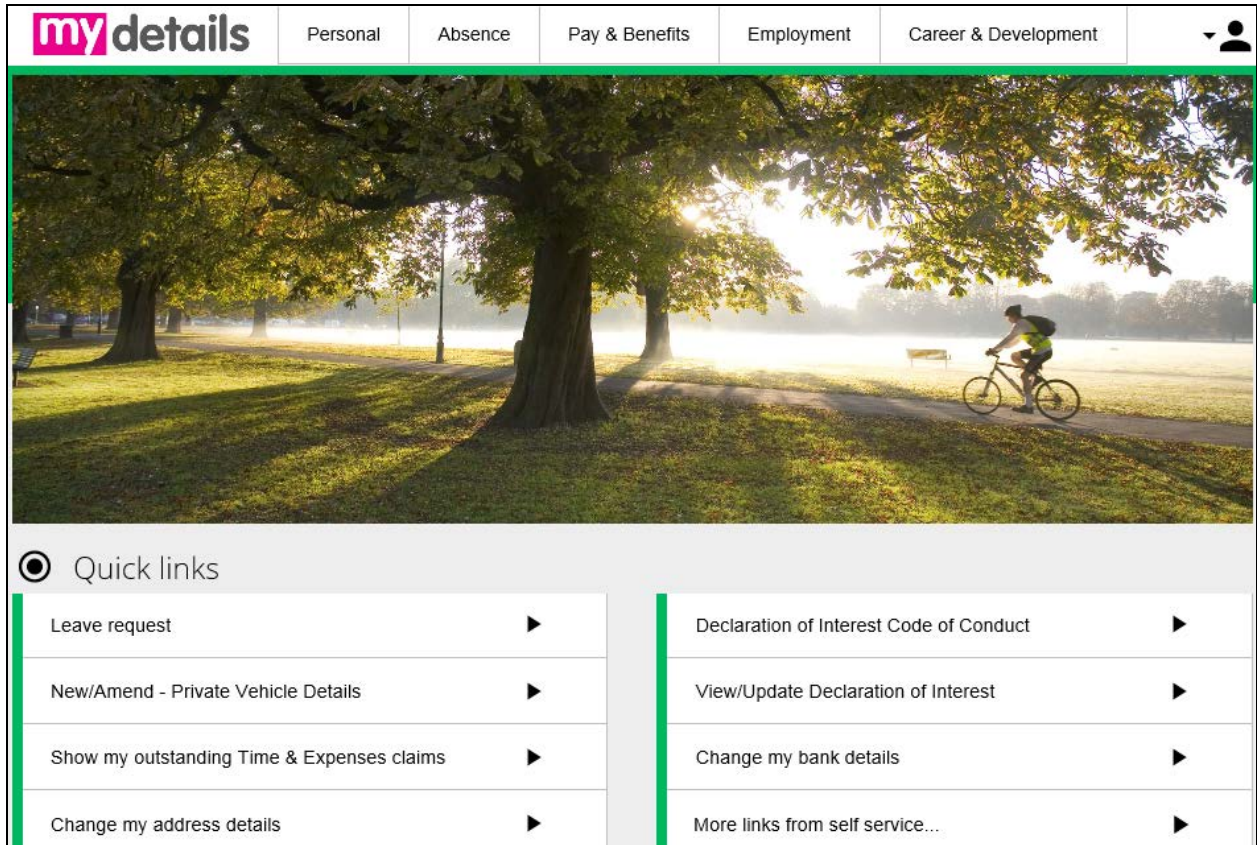 my details
Personal
Absence
Pay & Benefits
Employment
Career & Development
Quick links
Leave request
New/Amend - Private Vehicle Details
Show my outstanding Time & Expenses claims
Change my address details
Declaration of Interest Code of Conduct
View/Update Declaration of Interest
Change my bank details
More links from self service...